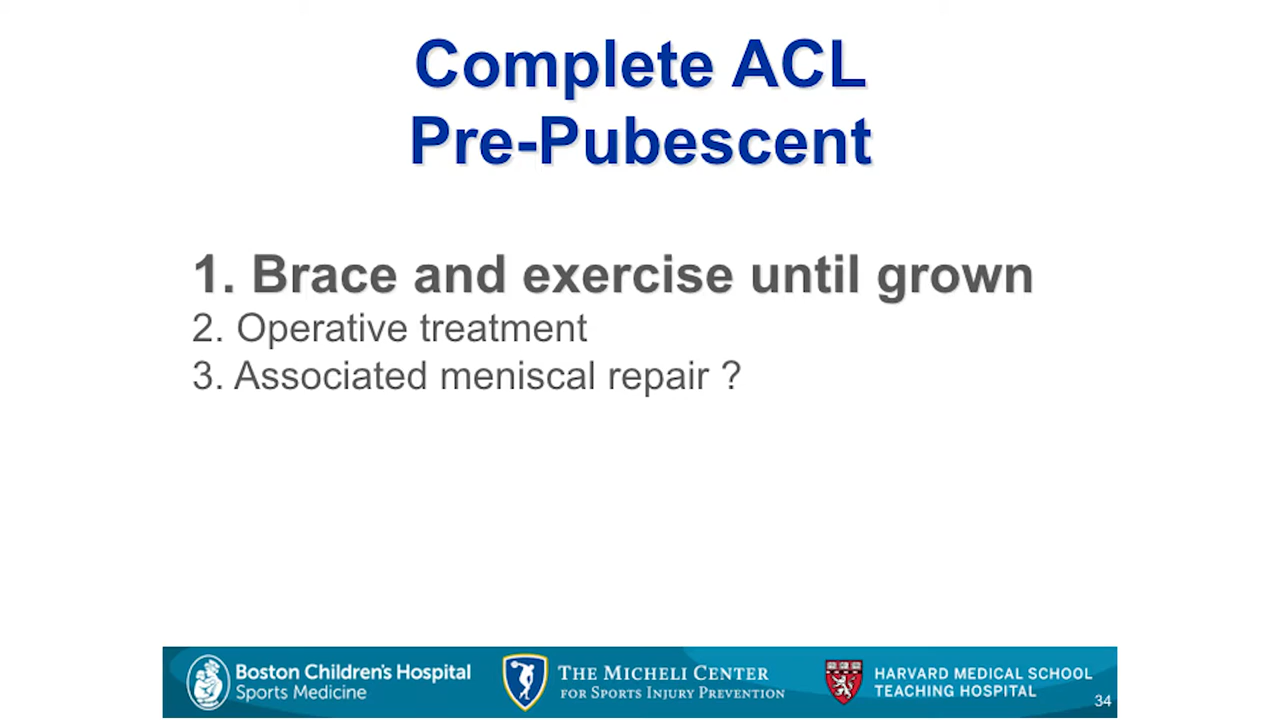 Complete ACL
Pre-Pubescent
1. Brace and exercise until grown
2. Operative treatment
3. Associated meniscal repair ?
Boston Children's Hospital
Sports Medicine
THE MICHELI CENTER
FOR SPORTS INJURY PREVENTION
HARVARD MEDICAL SCHOOL
TEACHING HOSPITAL
34